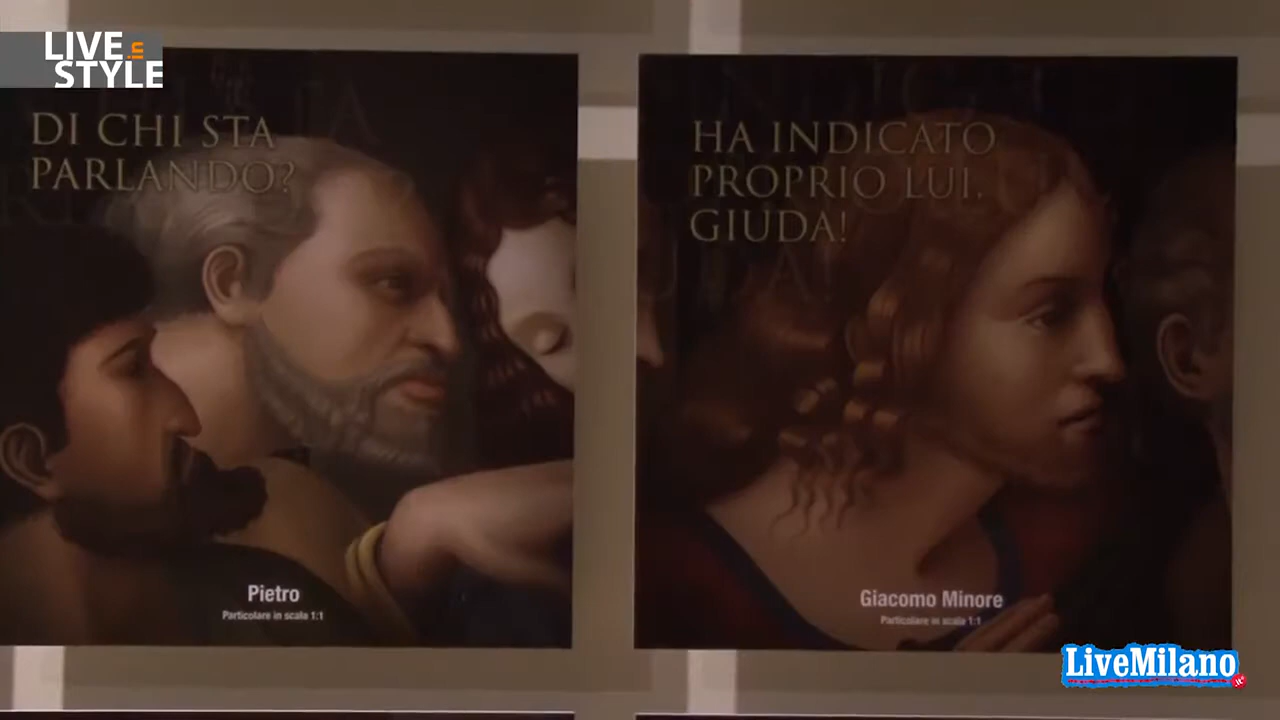 LIVE in
STYLE
DI CHI STA
PARLANDO?
Pietro
Particolare in scala 1:1
HA INDICATO
PROPRIO LUI,
GIUDA!
Giacomo Minore
Particolare in scala 1:1
LiveMilano
.it